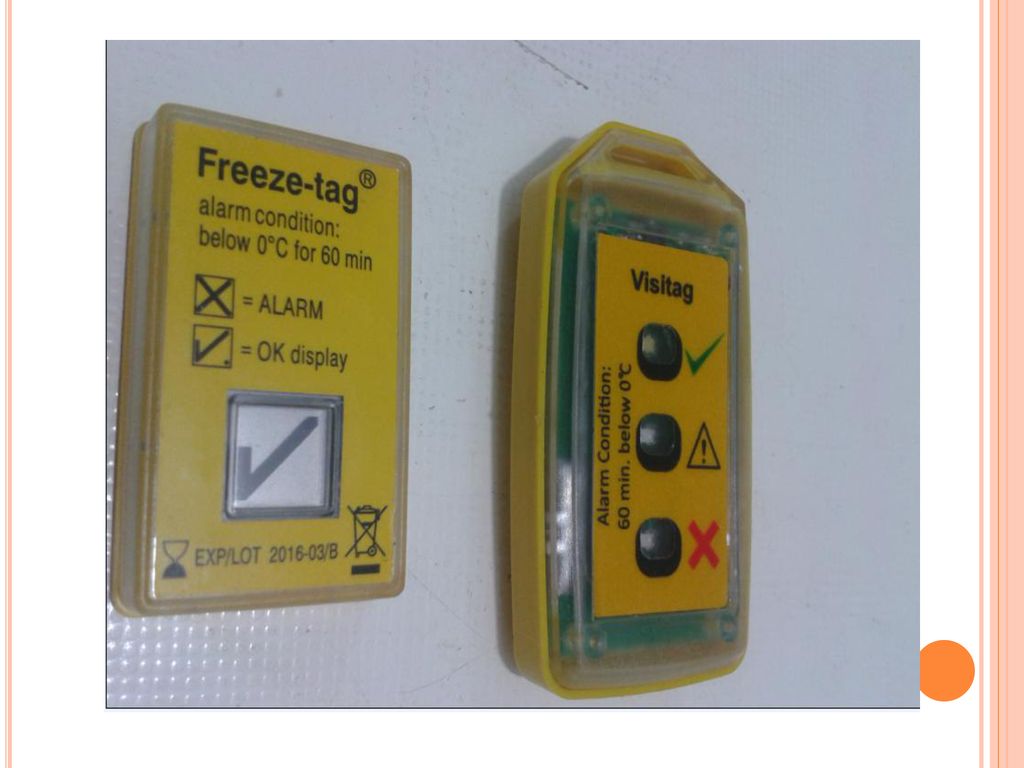 Freeze-tag®
alarm condition:
below 0°C for 60 min
= ALARM
= OK display
EXP/LOT 2016-03/B
Visitag
Alarm Condition:
60 min. below 0℃